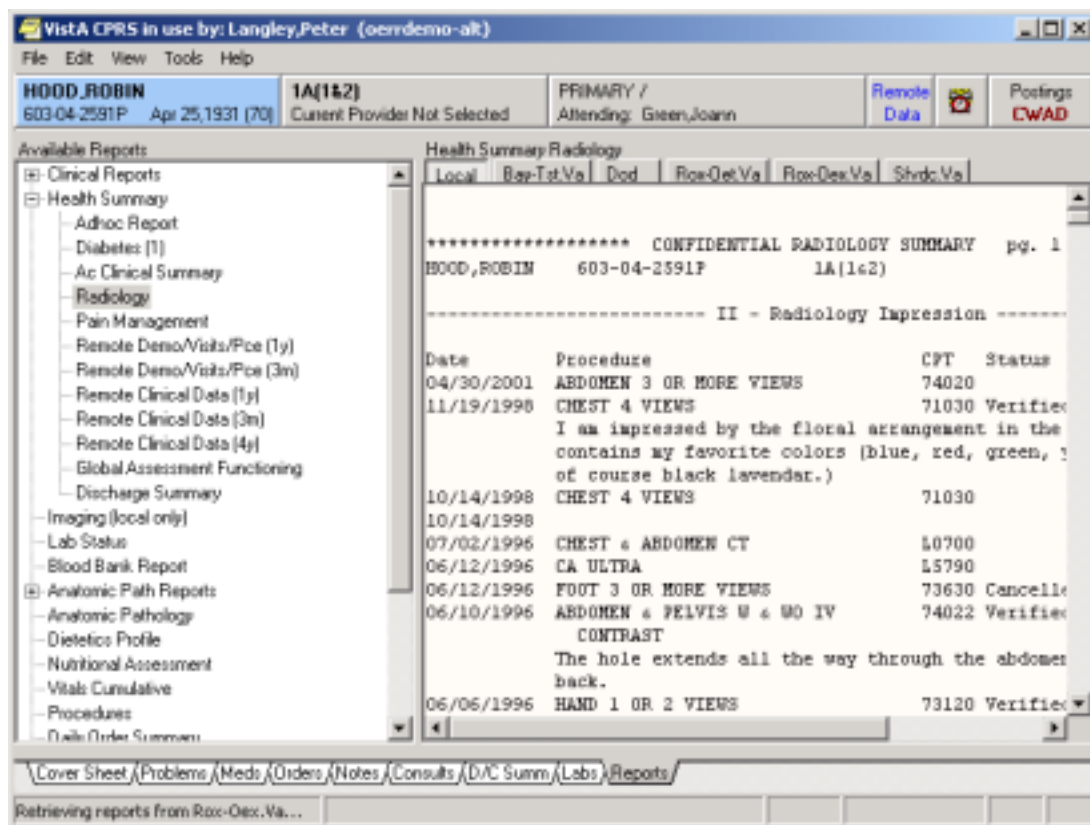 VistA CPRS in use by: Langley,Peter (oerrdemo-alt)
File Edit View Tools Help
HOOD,ROBIN 1A(1&2) PRIMARY / Remote Postings
603-04-2591P Apr 25,1931 (70) Current Provider Not Selected Attending: Green,Joann Data CWAD
Available Reports Health Summary Radiology
Local Bay-Tst.Va Dod Rox-Oet.Va Rox-Oex.Va Slvdc.Va
Clinical Reports
Health Summary
Adhoc Report
Diabetes (1)
Ac Clinical Summary
Radiology
Pain Management
Remote Demo/Visits/Pce (1y)
Remote Demo/Visits/Pce (3m)
Remote Clinical Data (1y)
Remote Clinical Data (3m)
Remote Clinical Data (4y)
Global Assessment Functioning
Discharge Summary
Imaging (local only)
Lab Status
Blood Bank Report
Anatomic Path Reports
Anatomic Pathology
Dietetics Profile
Nutritional Assessment
Vitals Cumulative
Procedures
Daily Order Summary
******************* CONFIDENTIAL RADIOLOGY SUMMARY pg. 1
HOOD,ROBIN 603-04-2591P 1A(1&2)
-------------------------- II - Radiology Impression -------
Date Procedure CPT Status
04/30/2001 ABDOMEN 3 OR MORE VIEWS 74020
11/19/1998 CHEST 4 VIEWS 71030 Verified
I am impressed by the floral arrangement in the
contains my favorite colors (blue, red, green, y
of course black lavendar.)
10/14/1998 CHEST 4 VIEWS 71030
10/14/1998
07/02/1996 CHEST & ABDOMEN CT L0700
06/12/1996 CA ULTRA L5790
06/12/1996 FOOT 3 OR MORE VIEWS 73630 Cancelle
06/10/1996 ABDOMEN & PELVIS W & WO IV 74022 Verified
CONTRAST
The hole extends all the way through the abdomen
back.
06/06/1996 HAND 1 OR 2 VIEWS 73120 Verified
Cover Sheet Problems Meds Orders Notes Consults D/C Summ Labs Reports
Retrieving reports from Rox-Oex.Va...